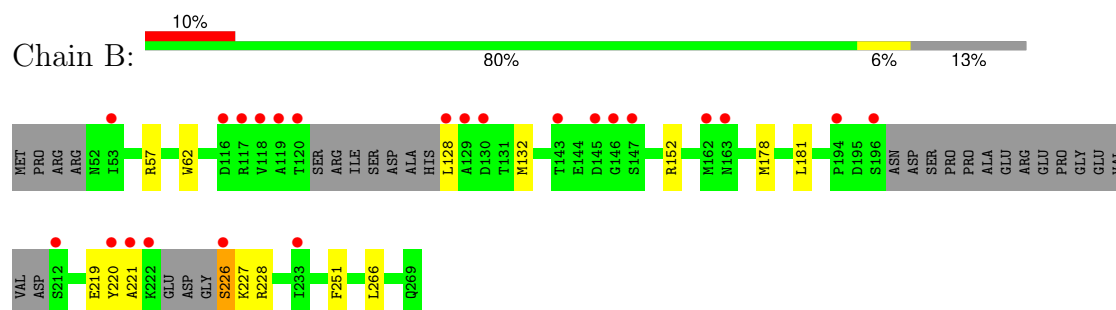 10%
Chain B:
80% 6% 13%
MET PRO ARG ARG N52 I53 R57 W62 D116 R117 V118 A119 T120 SER ARG ILE SER ASP ALA HIS L128 A129 D130 T131 M132 T143 E144 D145 G146 S147 R152 M162 N163 M178 L181 P194 D195 S196 ASN ASP SER PRO PRO ALA GLU ARG GLU PRO GLY GLU VAL
VAL ASP S212 E219 Y220 A221 K222 GLU ASP GLY S226 K227 R228 I233 F251 L266 Q269